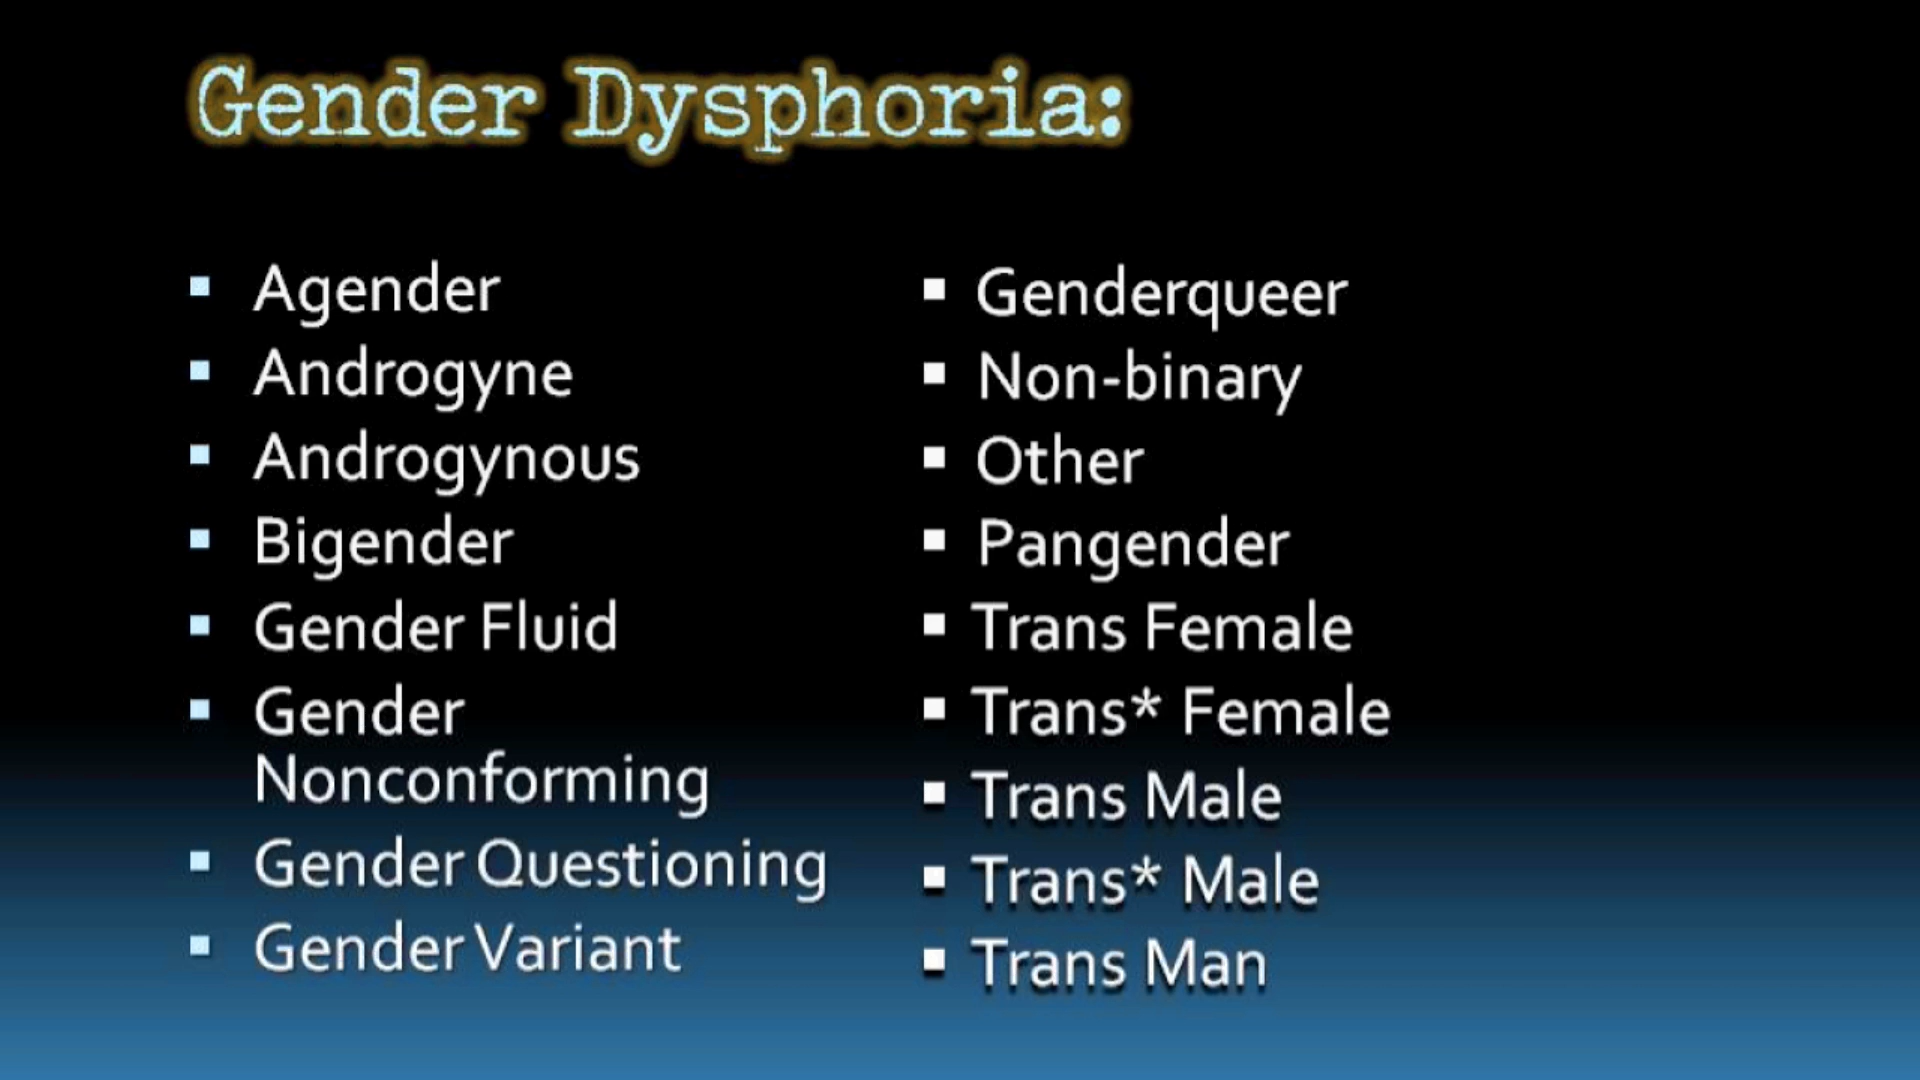 Gender Dysphoria:
▪ Agender
▪ Androgyne
▪ Androgynous
▪ Bigender
▪ Gender Fluid
▪ Gender
Nonconforming
▪ Gender Questioning
▪ Gender Variant
▪ Genderqueer
▪ Non-binary
▪ Other
▪ Pangender
▪ Trans Female
▪ Trans* Female
▪ Trans Male
▪ Trans* Male
▪ Trans Man